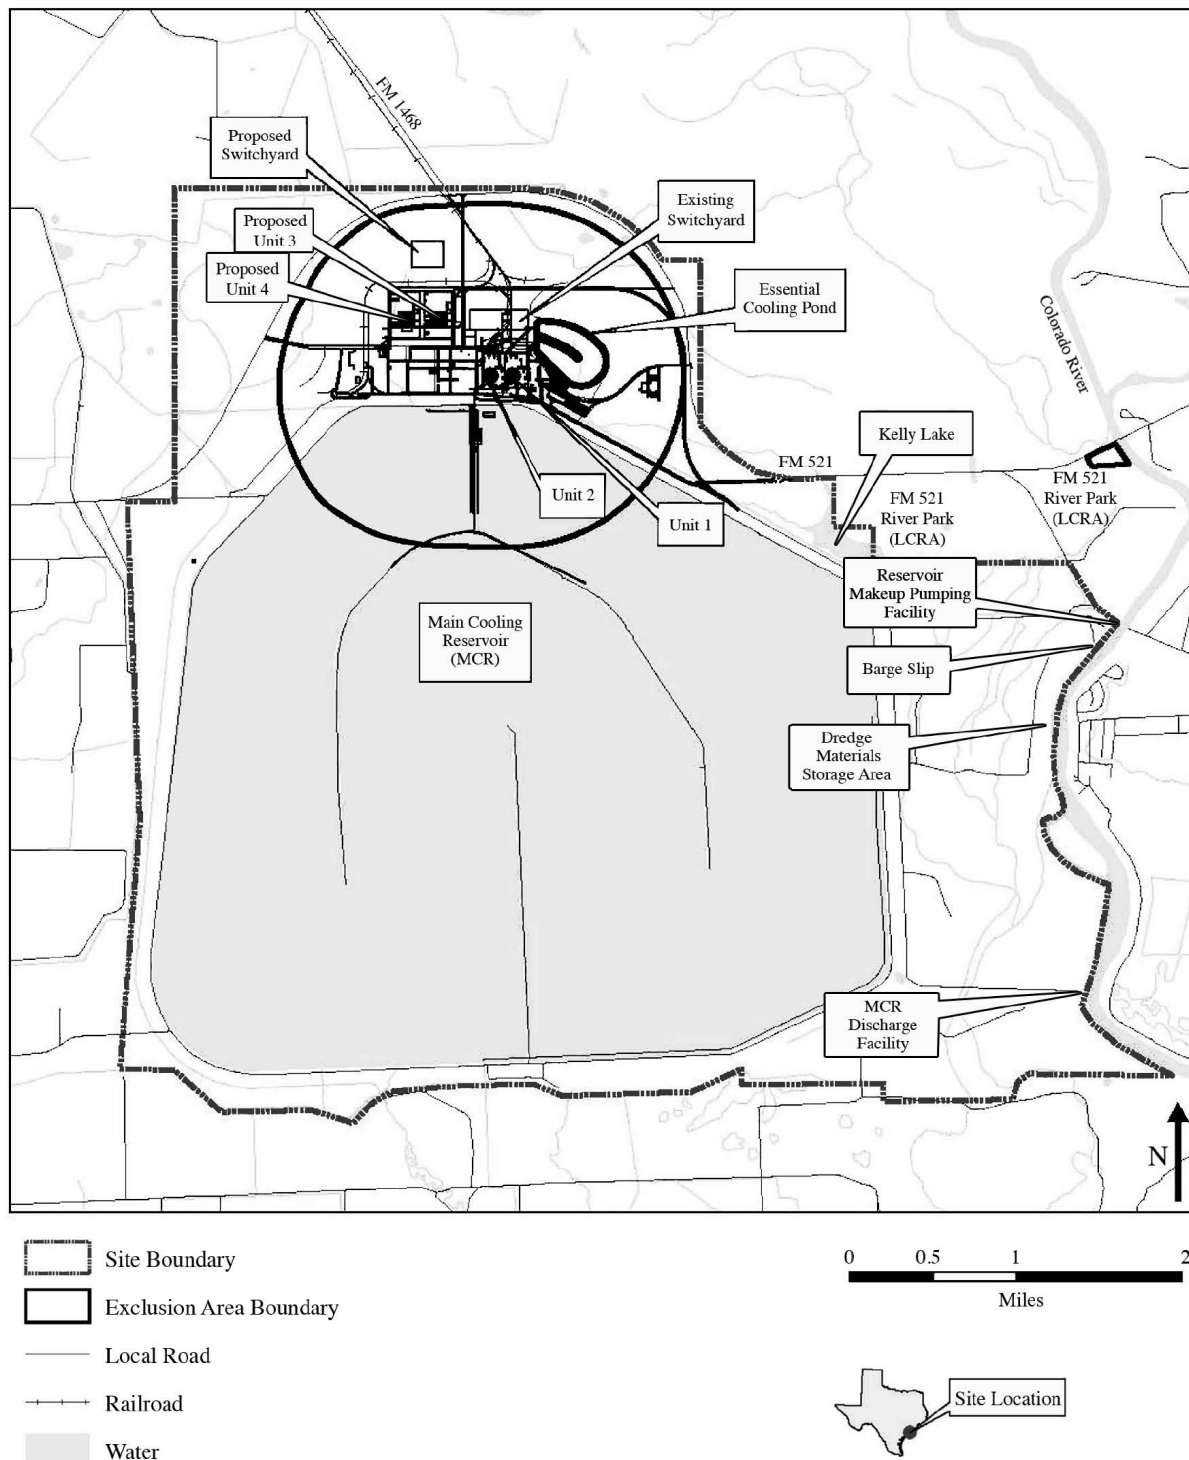 FM 1468
Proposed
Switchyard
Existing
Switchyard
Proposed
Unit 3
Proposed
Unit 4
Essential
Cooling Pond
Colorado River
Kelly Lake
FM 521
FM 521
River Park
(LCRA)
FM 521
River Park
(LCRA)
Unit 2
Unit 1
Reservoir
Makeup Pumping
Facility
Main Cooling
Reservoir
(MCR)
Barge Slip
Dredge
Materials
Storage Area
MCR
Discharge
Facility
N
Site Boundary
Exclusion Area Boundary
Local Road
Railroad
Water
0 0.5 1 2
Miles
Site Location